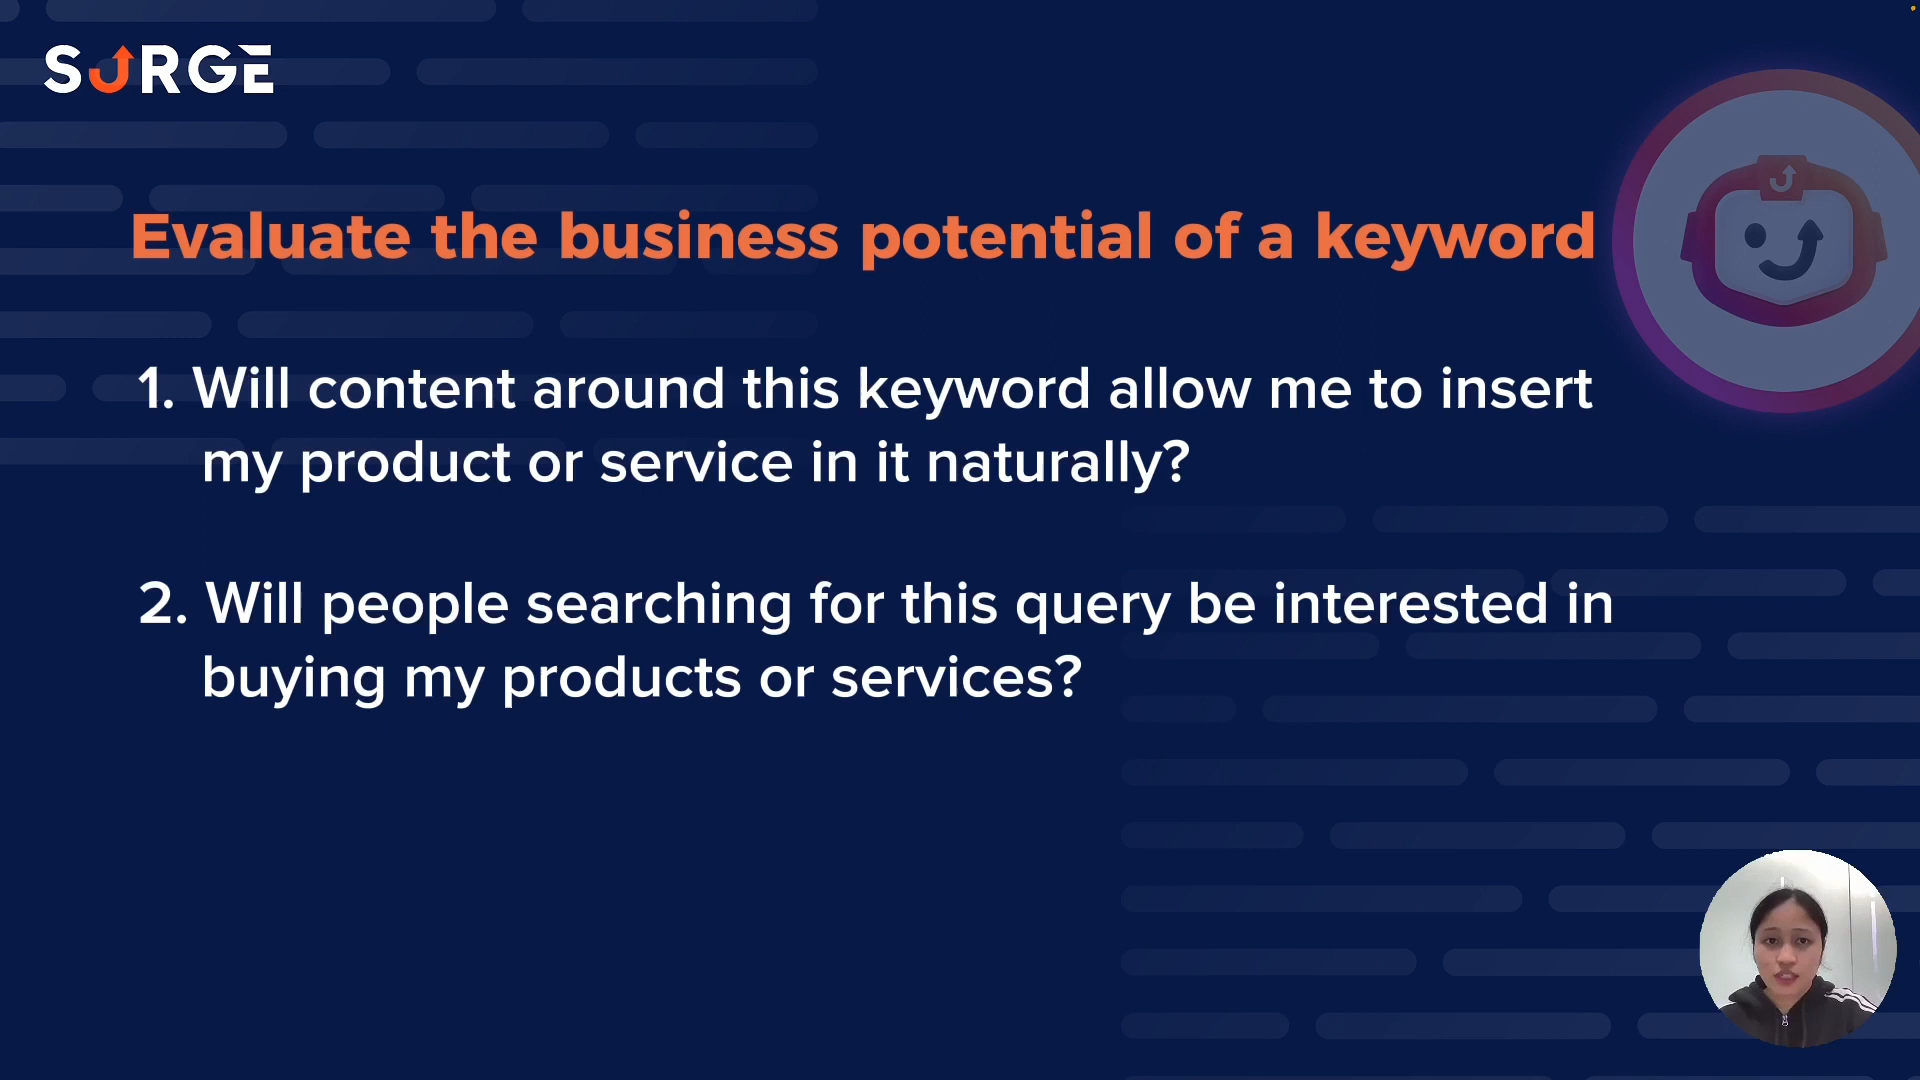 SURGE
Evaluate the business potential of a keyword
1. Will content around this keyword allow me to insert
my product or service in it naturally?
2. Will people searching for this query be interested in
buying my products or services?